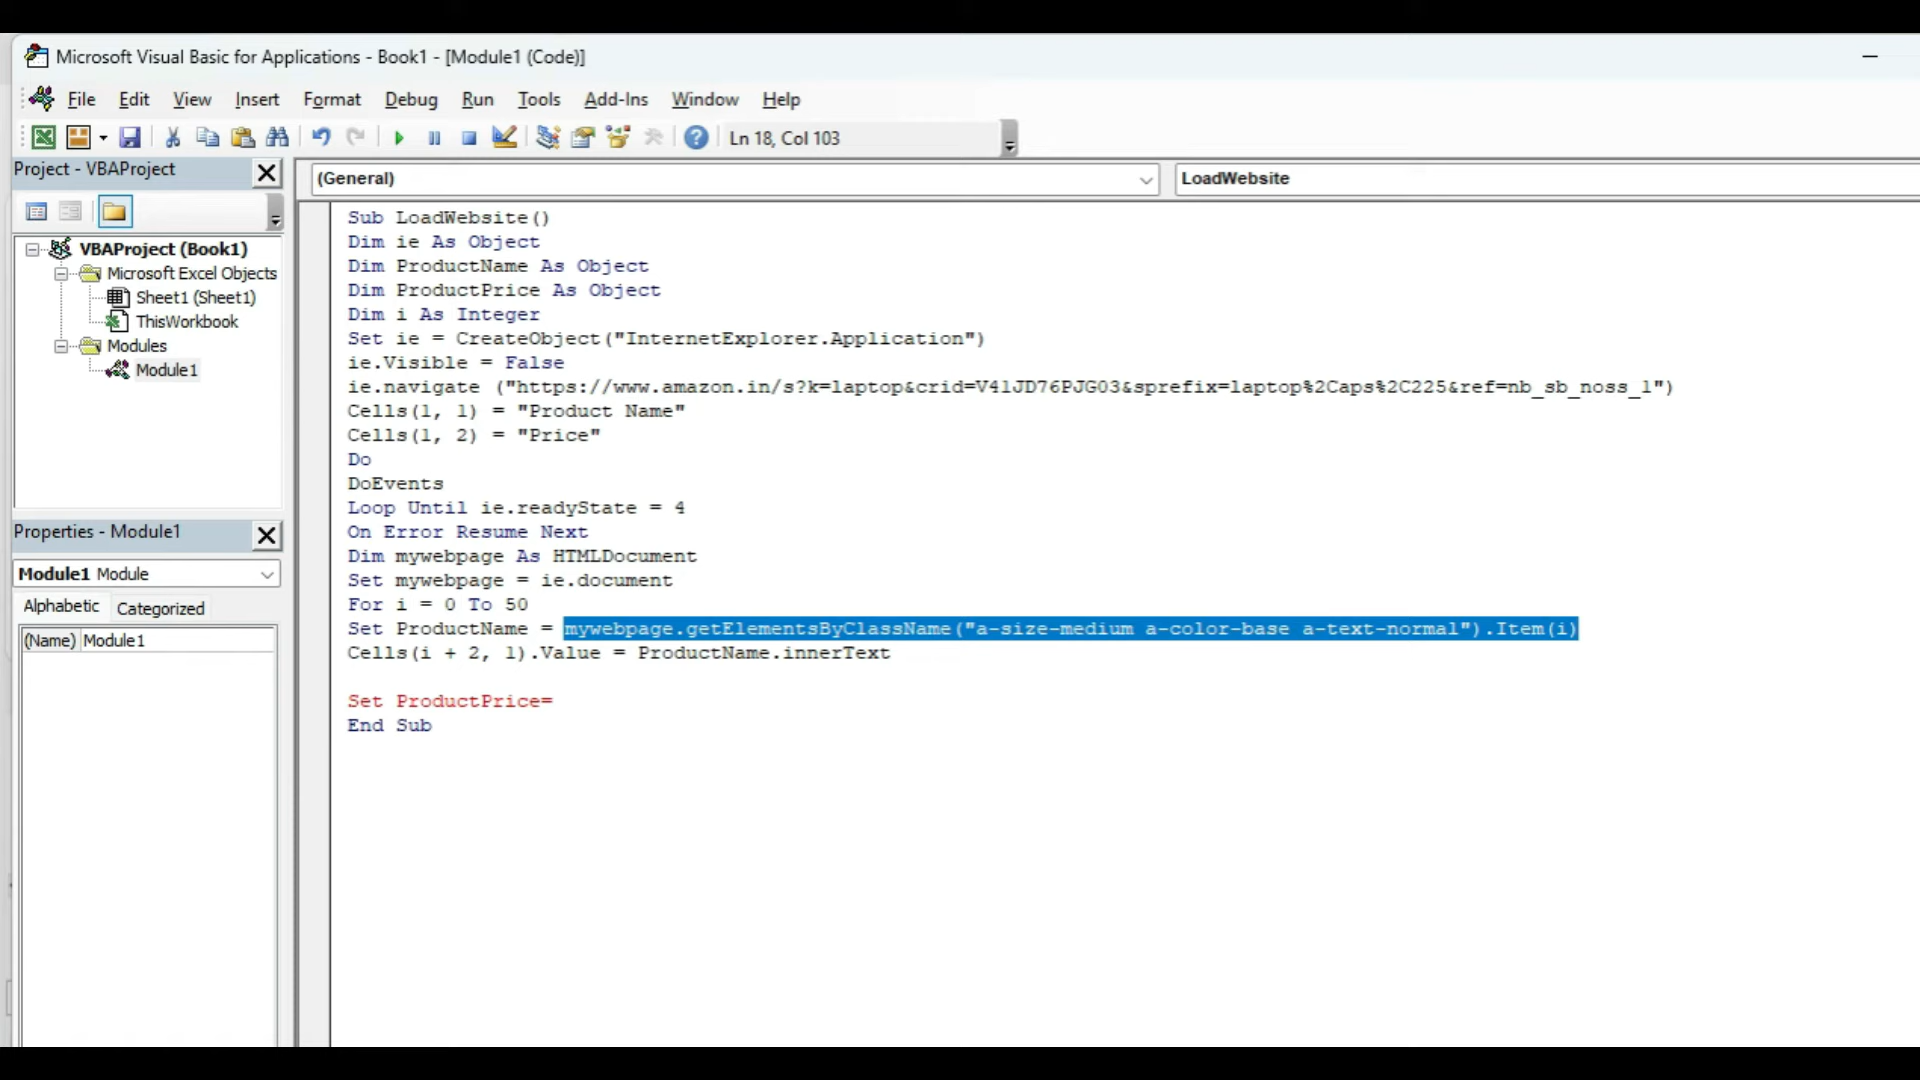 Microsoft Visual Basic for Applications - Book1 - [Module1 (Code)]
File Edit View Insert Format Debug Run Tools Add-Ins Window Help
Ln 18, Col 103
Project - VBAProject
(General)
LoadWebsite
VBAProject (Book1)
Microsoft Excel Objects
Sheet1 (Sheet1)
ThisWorkbook
Modules
Module1
Properties - Module1
Module1 Module
Alphabetic Categorized
(Name) Module1
Sub LoadWebsite()
Dim ie As Object
Dim ProductName As Object
Dim ProductPrice As Object
Dim i As Integer
Set ie = CreateObject("InternetExplorer.Application")
ie.Visible = False
ie.navigate ("https://www.amazon.in/s?k=laptop&crid=V41JD76PJG03&sprefix=laptop%2Caps%2C225&ref=nb_sb_noss_1")
Cells(1, 1) = "Product Name"
Cells(1, 2) = "Price"
Do
DoEvents
Loop Until ie.readyState = 4
On Error Resume Next
Dim mywebpage As HTMLDocument
Set mywebpage = ie.document
For i = 0 To 50
Set ProductName = mywebpage.getElementsByClassName("a-size-medium a-color-base a-text-normal").Item(i)
Cells(i + 2, 1).Value = ProductName.innerText
Set ProductPrice=
End Sub